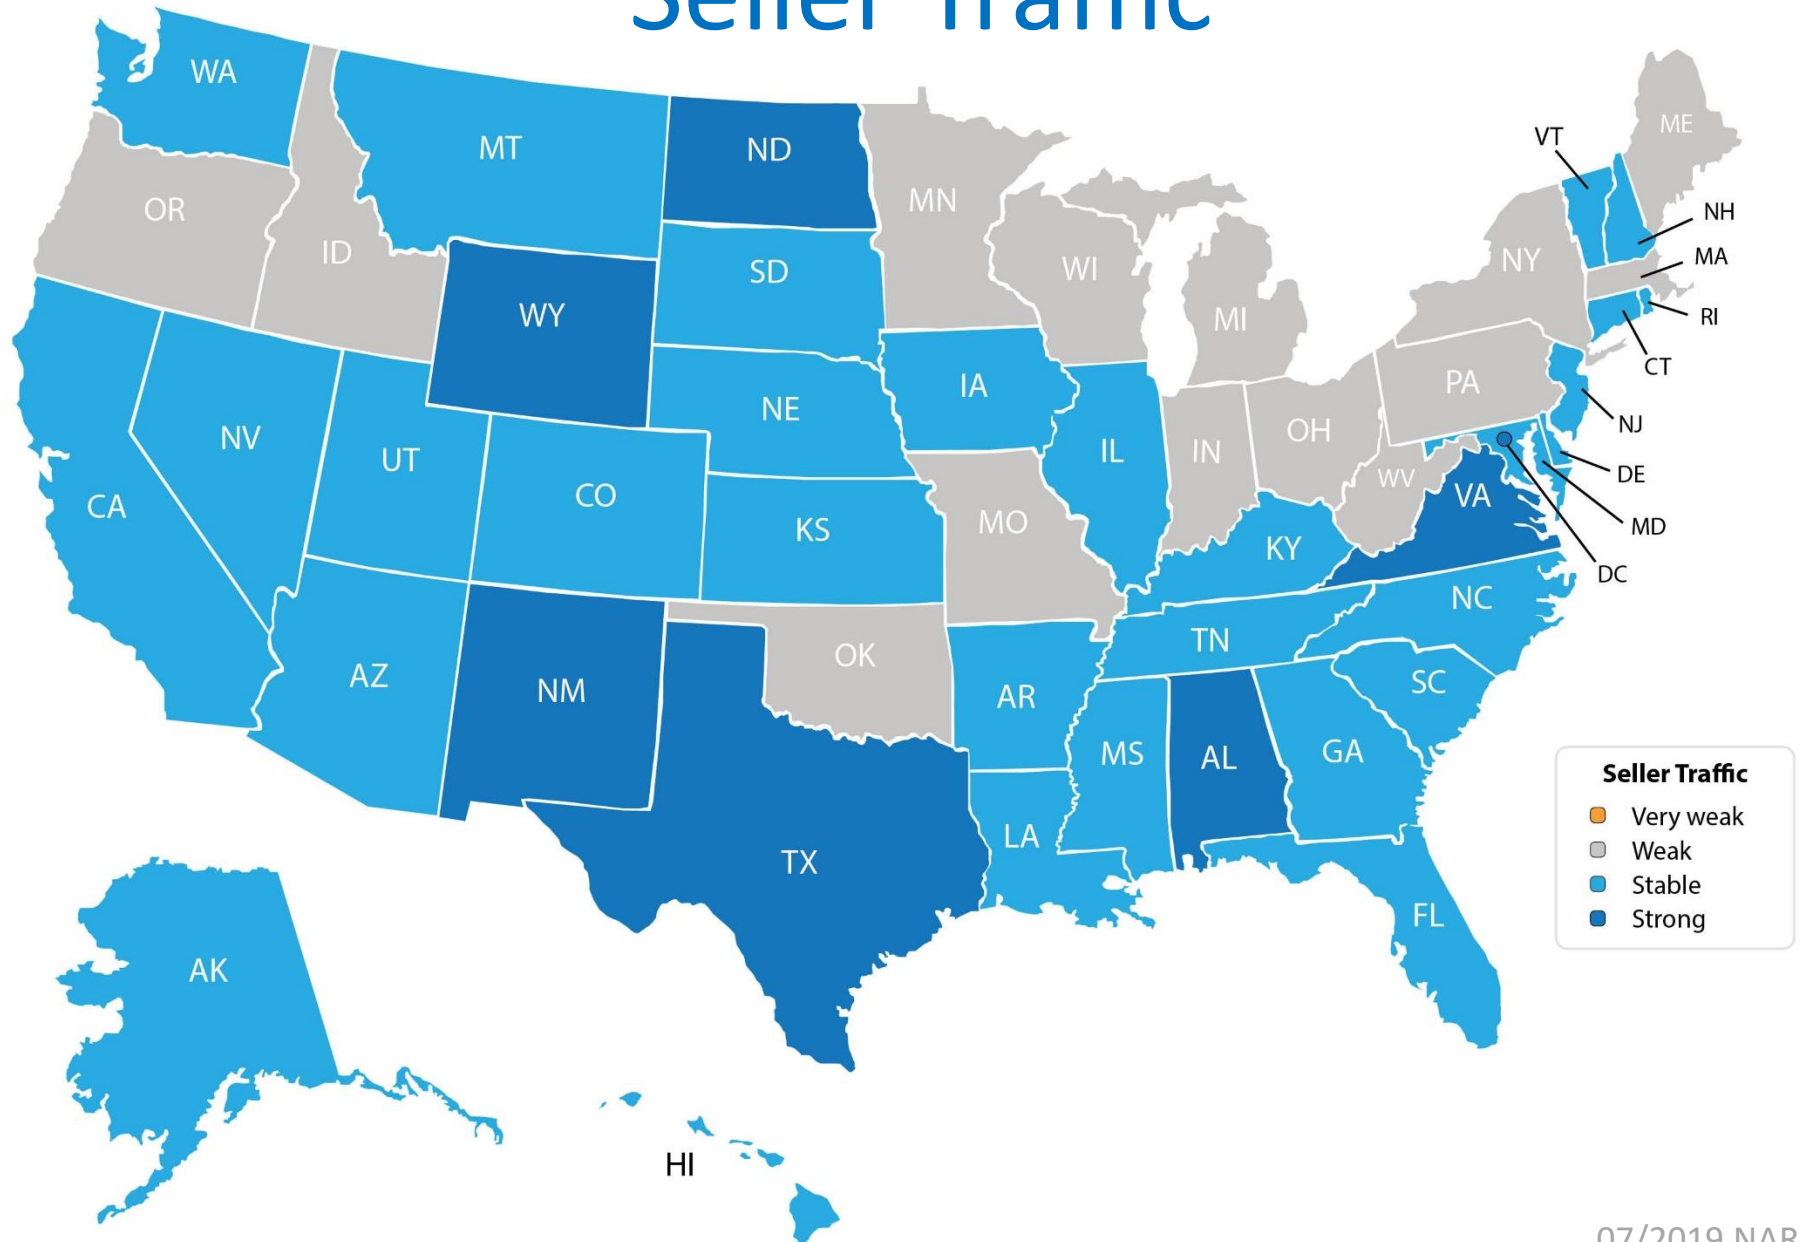 Seller Traffic
WA
MT
ND
MN
ME
VT
OR
ID
WY
SD
WI
MI
NY
NH
MA
RI
CT
NV
UT
CO
NE
IA
IL
IN
OH
PA
NJ
CA
KS
MO
KY
WV
VA
DE
MD
DC
AZ
NM
OK
AR
TN
NC
SC
MS
AL
GA
TX
LA
FL
AK
HI
Seller Traffic
Very weak
Weak
Stable
Strong
07/2019 NAR